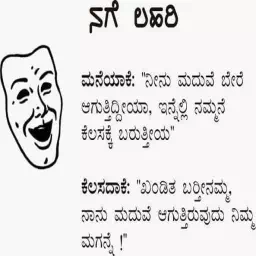 ನಗೆ ಲಹರಿ
ಮನೆಯಾಕೆ: "ನೀನು ಮದುವೆ ಬೇರೆ
ಆಗುತ್ತಿದ್ದೀಯಾ, ಇನ್ನೆಲ್ಲಿ ನಮ್ಮನೆ
ಕೆಲಸಕ್ಕೆ ಬರುತ್ತೀಯ"
ಕೆಲಸದಾಕೆ: "ಖಂಡಿತ ಬರ್‍ತೀನಮ್ಮ,
ನಾನು ಮದುವೆ ಆಗುತ್ತಿರುವುದು ನಿಮ್ಮ
ಮಗನ್ನೆ !"